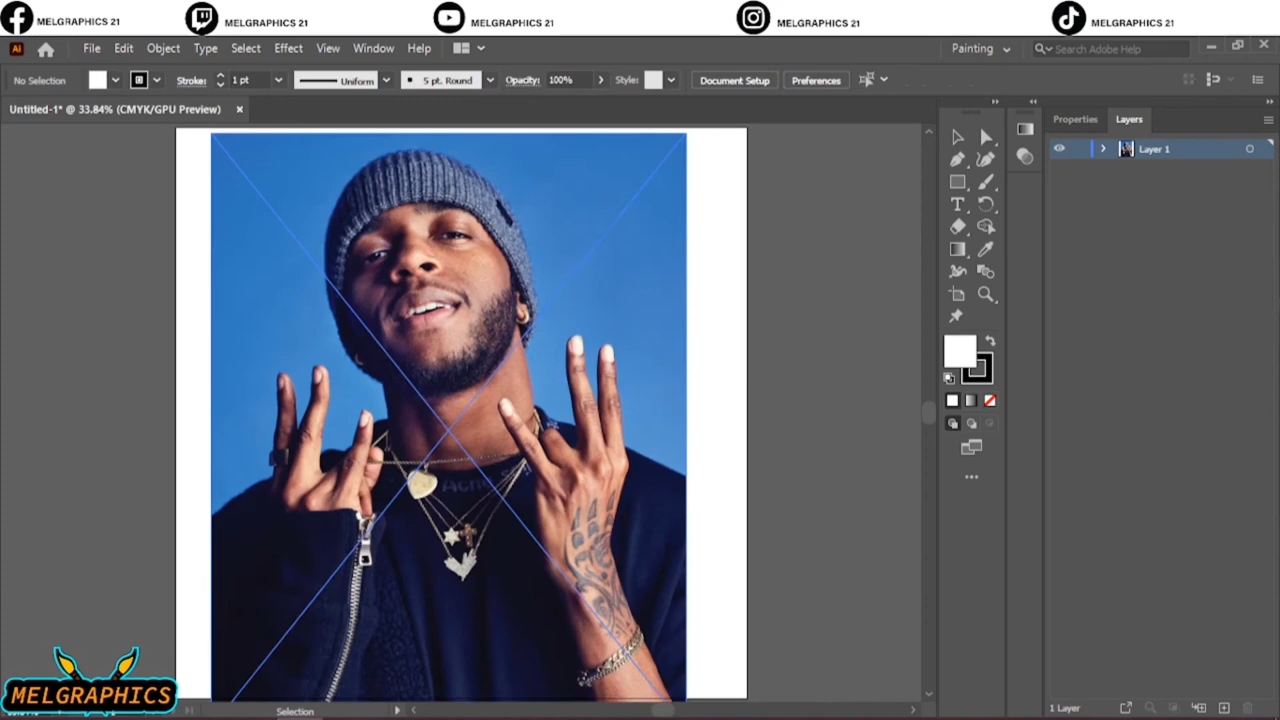 MELGRAPHICS 21 MELGRAPHICS 21 MELGRAPHICS 21 MELGRAPHICS 21 MELGRAPHICS 21
Ai File Edit Object Type Select Effect View Window Help Painting Search Adobe Help
No Selection Stroke: 1 pt Uniform 5 pt. Round Opacity: 100% Style: Document Setup Preferences
Untitled-1* @ 33.84% (CMYK/GPU Preview)
Properties Layers
Layer 1
MELGRAPHICS
Selection
1 Layer